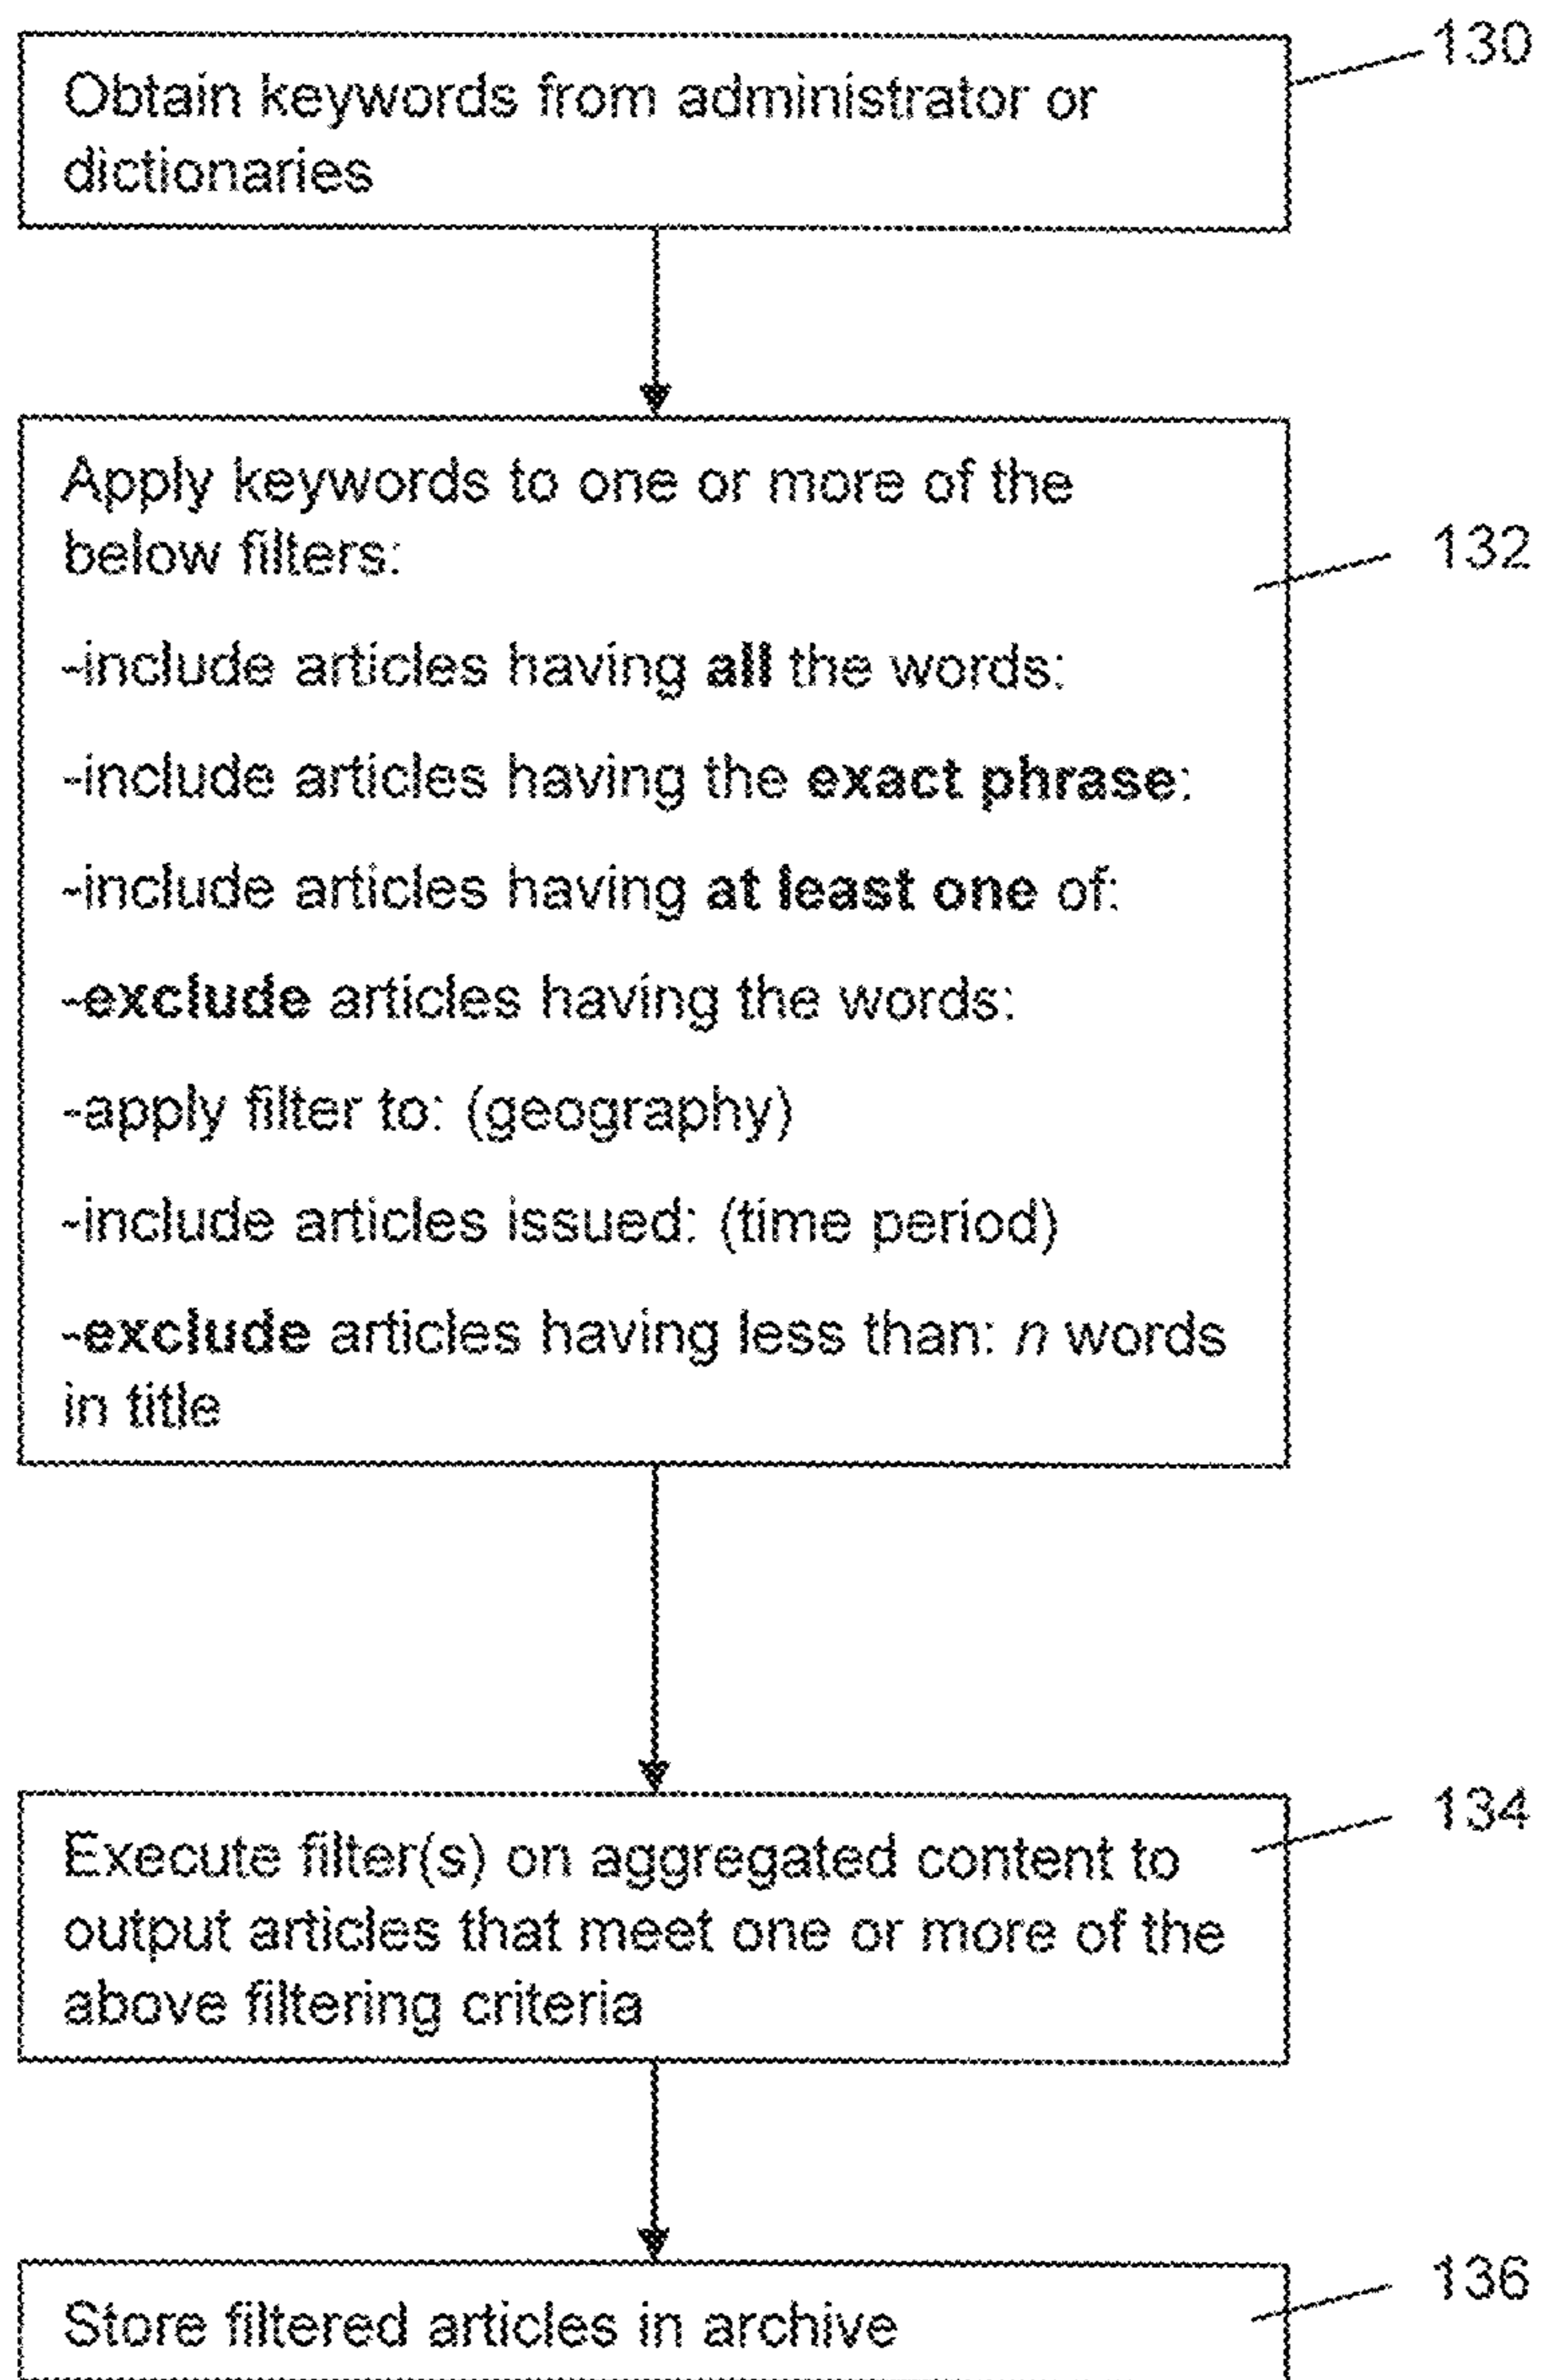 130
Obtain keywords from administrator or
dictionaries
Apply keywords to one or more of the
below filters:
132
-include articles having all the words:
-include articles having the exact phrase:
-include articles having at least one of:
-exclude articles having the words:
-apply filter to: (geography)
-include articles issued: (time period)
-exclude articles having less than: n words
in title
134
Execute filter(s) on aggregated content to
output articles that meet one or more of the
above filtering criteria
136
Store filtered articles in archive